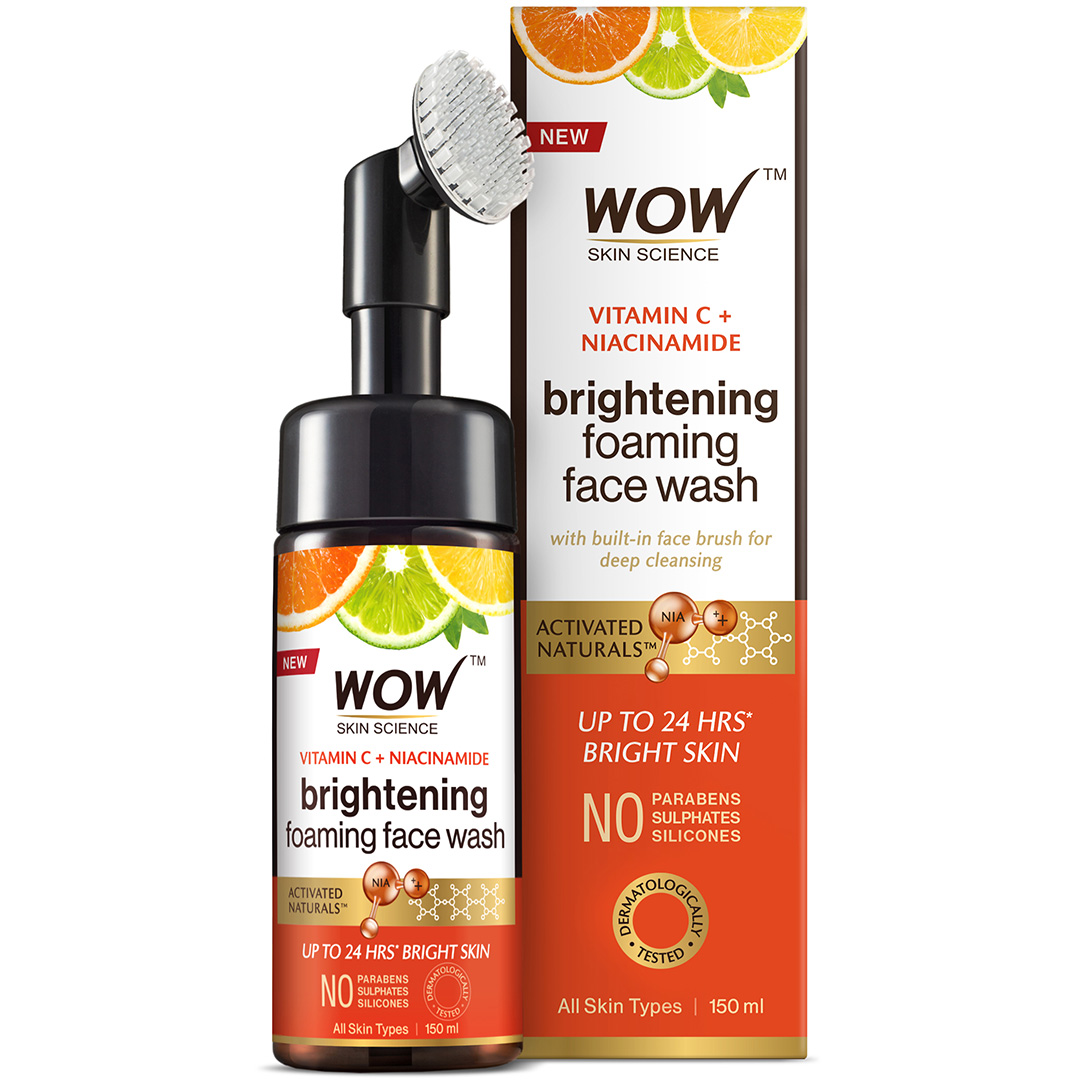 NEW
WOW™
SKIN SCIENCE
VITAMIN C +
NIACINAMIDE
brightening
foaming
face wash
with built-in face brush for
deep cleansing
ACTIVATED
NATURALS™
NIA
++
UP TO 24 HRS*
BRIGHT SKIN
NO PARABENS
SULPHATES
SILICONES
DERMATOLOGICALLY
• TESTED •
All Skin Types | 150 ml
NEW
WOW™
SKIN SCIENCE
VITAMIN C + NIACINAMIDE
brightening
foaming face wash
ACTIVATED
NATURALS™
NIA
++
UP TO 24 HRS* BRIGHT SKIN
NO PARABENS
SULPHATES
SILICONES
DERMATOLOGICALLY
• TESTED •
All Skin Types | 150 ml